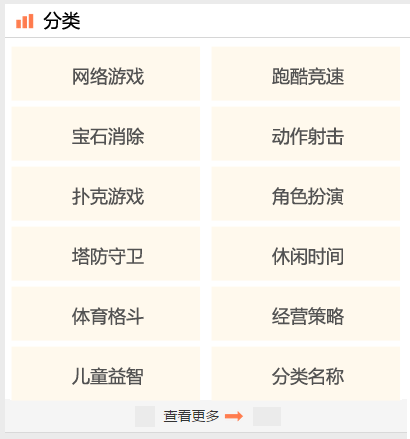 分类
网络游戏 跑酷竞速
宝石消除 动作射击
扑克游戏 角色扮演
塔防守卫 休闲时间
体育格斗 经营策略
儿童益智 分类名称
查看更多